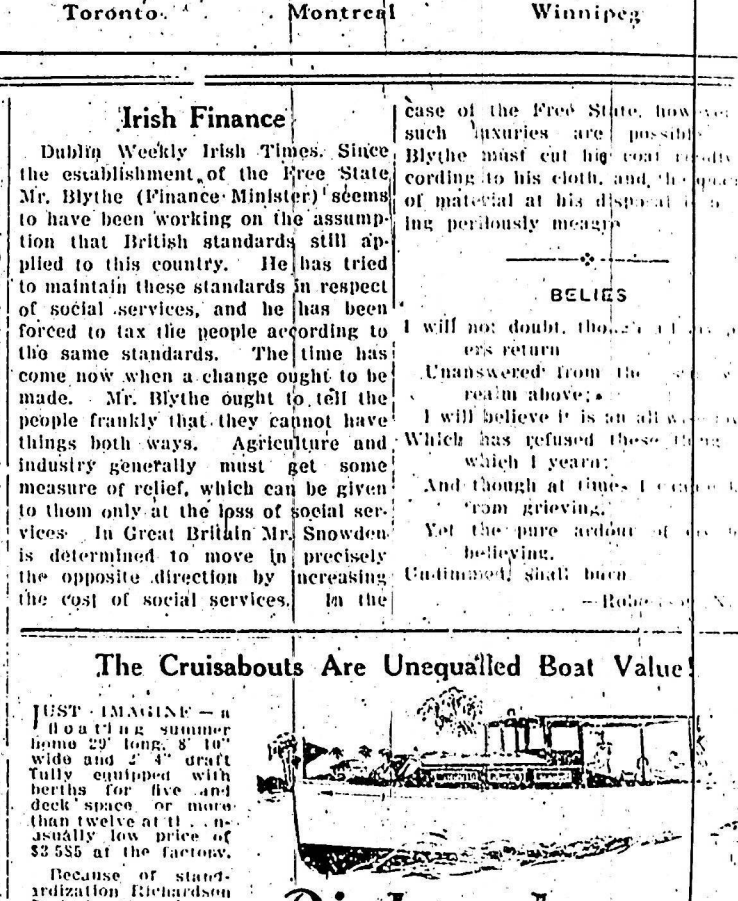 Toronto. Montreal Winnipeg
Irish Finance
Dublin Weekly Irish Times. Since
the establishment of the Free State
Mr. Blythe (Finance Minister) seems
to have been working on the assump-
tion that British standards still ap-
plied to this country. He has tried
to maintain these standards in respect
of social services, and he has been
forced to tax the people according to
the same standards. The time has
come now when a change ought to be
made. Mr. Blythe ought to tell the
people frankly that they cannot have
things both ways. Agriculture and
industry generally must get some
measure of relief, which can be given
to them only at the loss of social ser-
vices. In Great Britain Mr. Snowden
is determined to move in precisely
the opposite direction by increasing
the cost of social services. In the
case of the Free State, however
such luxuries are possibl
Blythe must cut his coat
cording to his cloth, and
of material at his disposal
ing perilously meagre
BELIES
I will not doubt,
ers return
Unanswered from the
realm above;
I will believe it is an all
Which has refused these thing
which I yearn;
And though at times I cannot
from grieving,
Yet the pure ardour of
believing,
Undimmed, shall burn
The Cruisabouts Are Unequalled Boat Value!
JUST IMAGINE — a
floating summer
home 29' long, 8' 10"
wide and 2' 4" draft
fully equipped with
berths for five and
deck space for more
than twelve at
usually low price of
$3585 at the factory.
Because of stand-
ardization Richardson